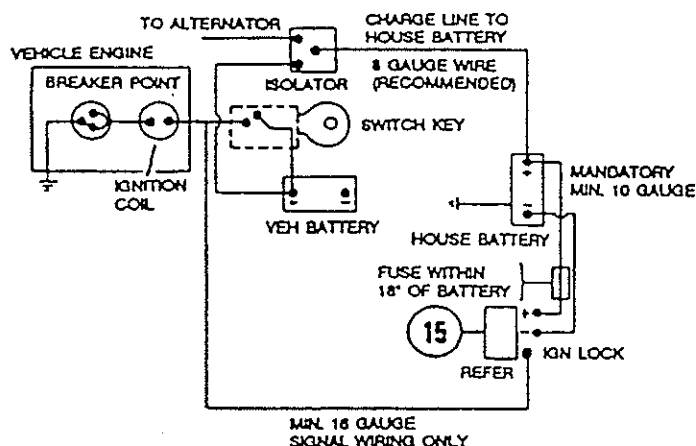 TO ALTERNATOR
CHARGE LINE TO
HOUSE BATTERY
VEHICLE ENGINE
BREAKER POINT
ISOLATOR
8 GAUGE WIRE
(RECOMMENDED)
SWITCH KEY
IGNITION
COIL
+
-
VEH BATTERY
+
-
MANDATORY
MIN. 10 GAUGE
HOUSE BATTERY
FUSE WITHIN
18" OF BATTERY
15
+
-
IGN LOCK
REFER
MIN. 16 GAUGE
SIGNAL WIRING ONLY